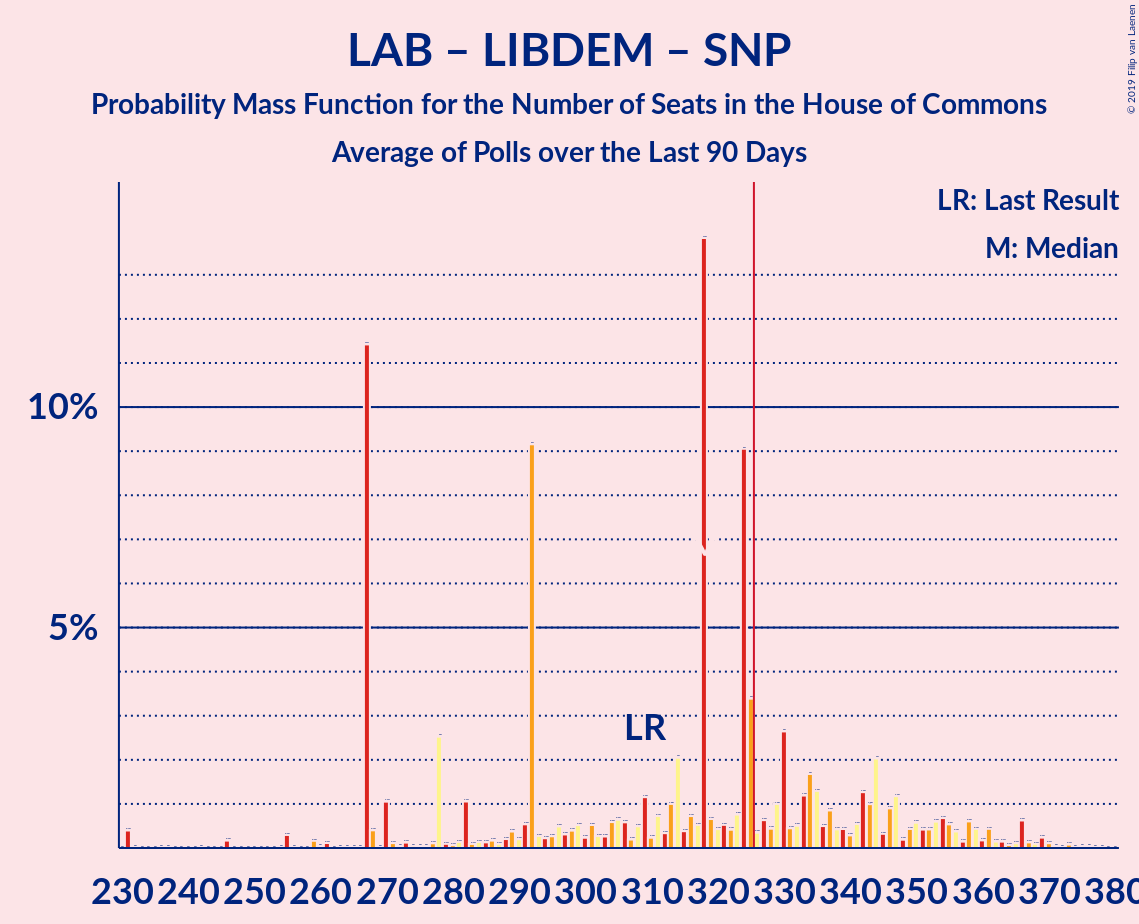 LAB – LIBDEM – SNP
Probability Mass Function for the Number of Seats in the House of Commons
Average of Polls over the Last 90 Days
© 2019 Filip van Laenen
LR: Last Result
M: Median
10%
5%
LR
230 240 250 260 270 280 290 300 310 320 330 340 350 360 370 380